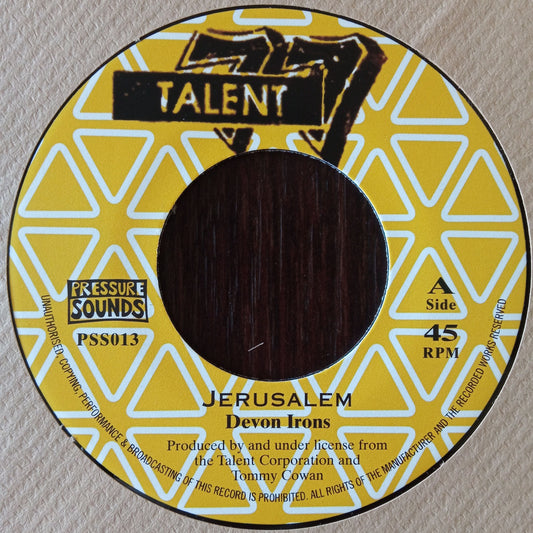 77
TALENT
PRESSURE
SOUNDS
PSS013
A
Side
45
RPM
JERUSALEM
Devon Irons
Produced by and under license from
the Talent Corporation and
Tommy Cowan
UNAUTHORISED, COPYING, PERFORMANCE & BROADCASTING OF THIS RECORD IS PROHIBITED. ALL RIGHTS OF THE MANUFACTURER AND THE RECORDED WORKS RESERVED